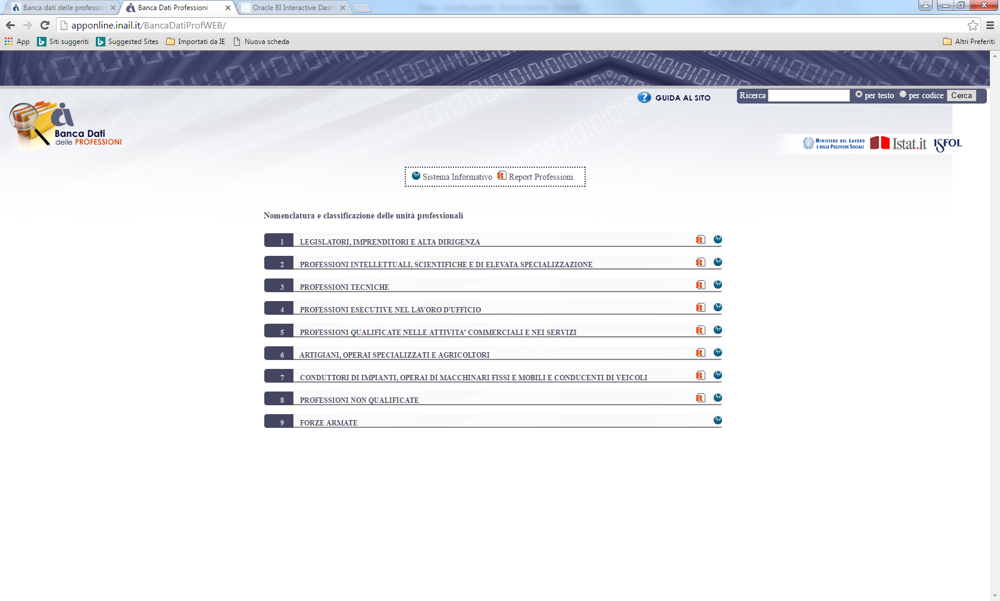 Banca dati delle professio
Banca Dati Professioni
Oracle BI Interactive Dash
apponline.inail.it/BancaDatiProfWEB/
App Siti suggeriti Suggested Sites Importati da IE Nuova scheda Altri Preferiti
GUIDA AL SITO
Ricerca per testo per codice Cerca
Banca Dati
delle PROFESSIONI
MINISTERO DEL LAVORO
E DELLE POLITICHE SOCIALI
Istat.it
ISFOL
Sistema Informativo R Report Professioni
Nomenclatura e classificazione delle unità professionali
1 LEGISLATORI, IMPRENDITORI E ALTA DIRIGENZA R
2 PROFESSIONI INTELLETTUALI, SCIENTIFICHE E DI ELEVATA SPECIALIZZAZIONE R
3 PROFESSIONI TECNICHE R
4 PROFESSIONI ESECUTIVE NEL LAVORO D'UFFICIO R
5 PROFESSIONI QUALIFICATE NELLE ATTIVITA’ COMMERCIALI E NEI SERVIZI R
6 ARTIGIANI, OPERAI SPECIALIZZATI E AGRICOLTORI R
7 CONDUTTORI DI IMPIANTI, OPERAI DI MACCHINARI FISSI E MOBILI E CONDUCENTI DI VEICOLI R
8 PROFESSIONI NON QUALIFICATE R
9 FORZE ARMATE